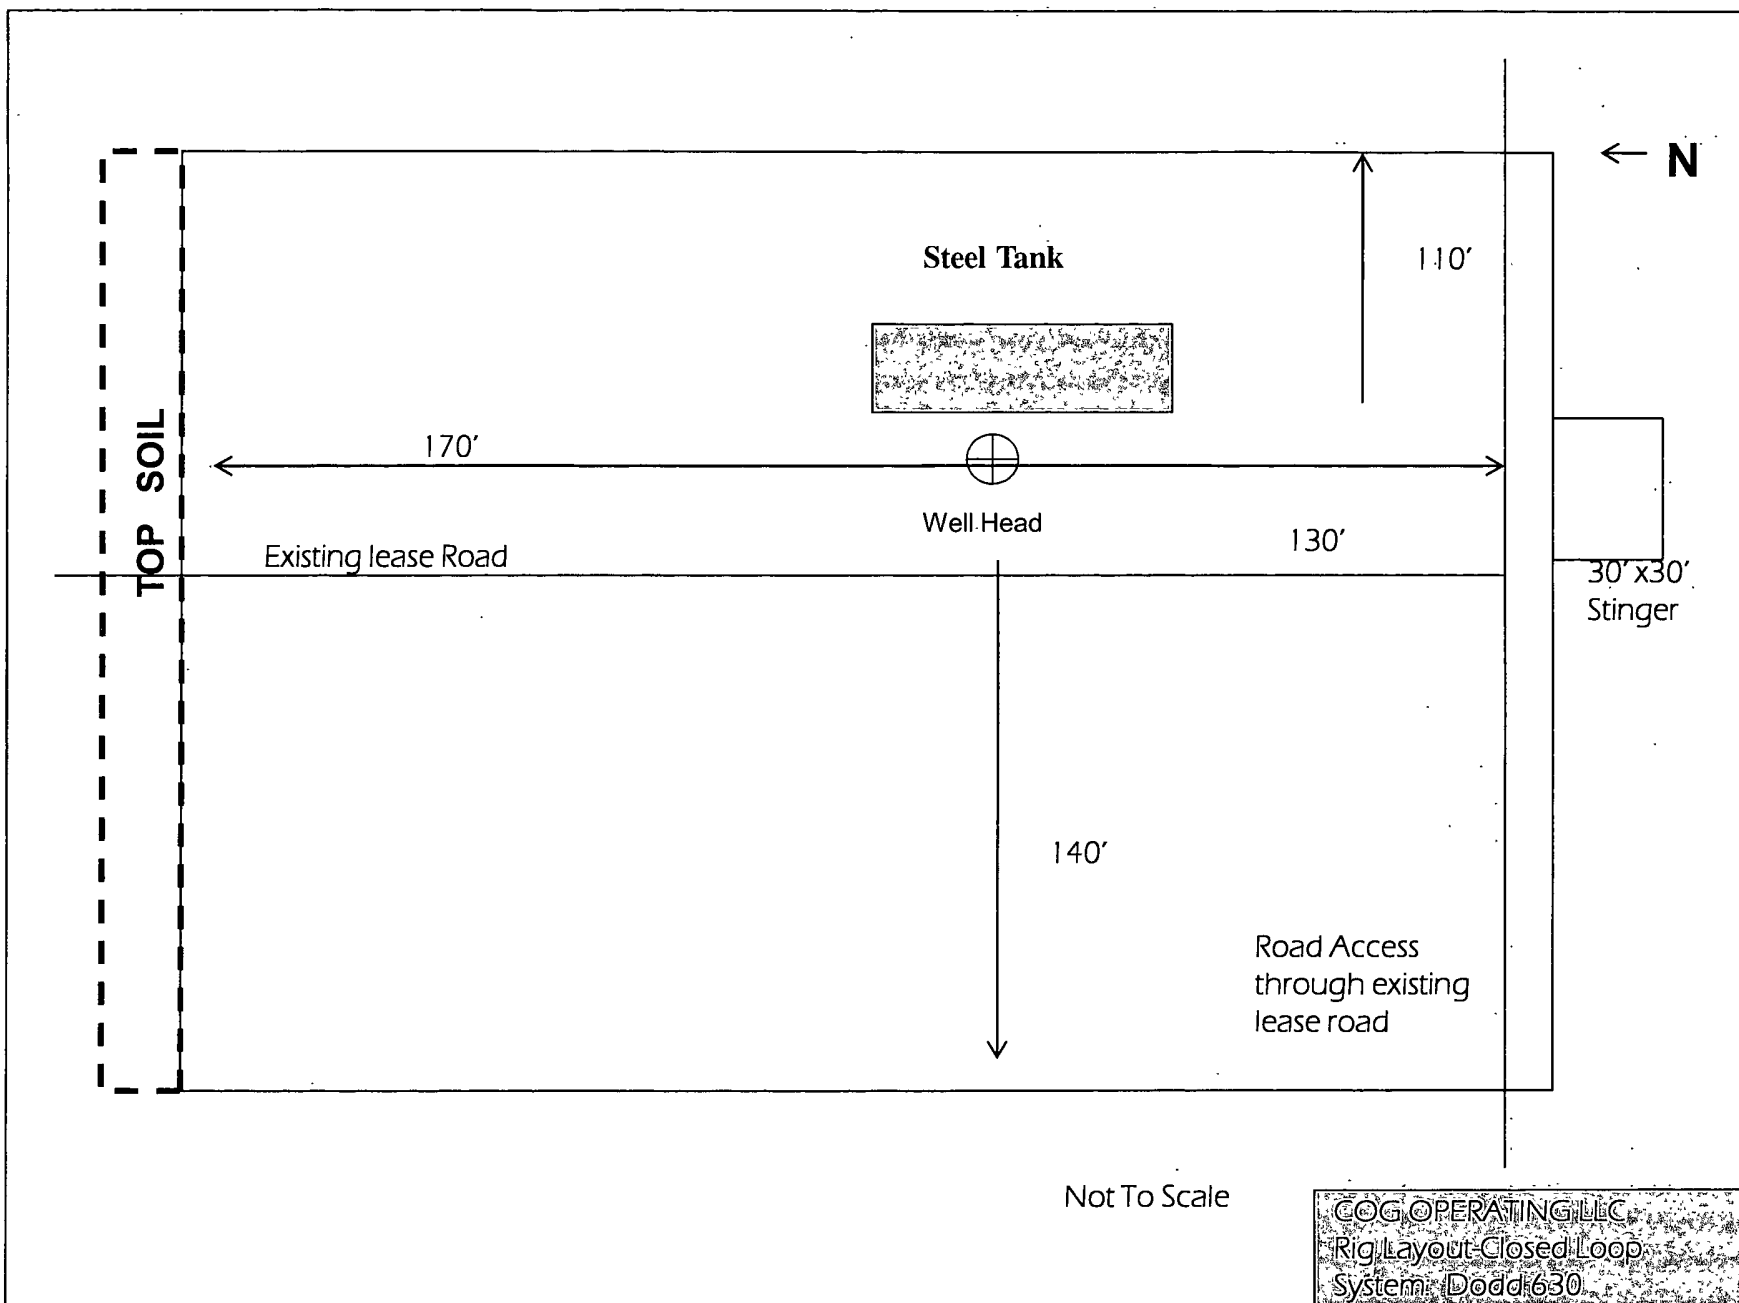 N
Steel Tank
110'
170'
TOP SOIL
Well Head
130'
Existing lease Road
30' x30'
Stinger
140'
Road Access
through existing
lease road
Not To Scale
COG OPERATING LLC
Rig Layout-Closed Loop
System: Dodd 630